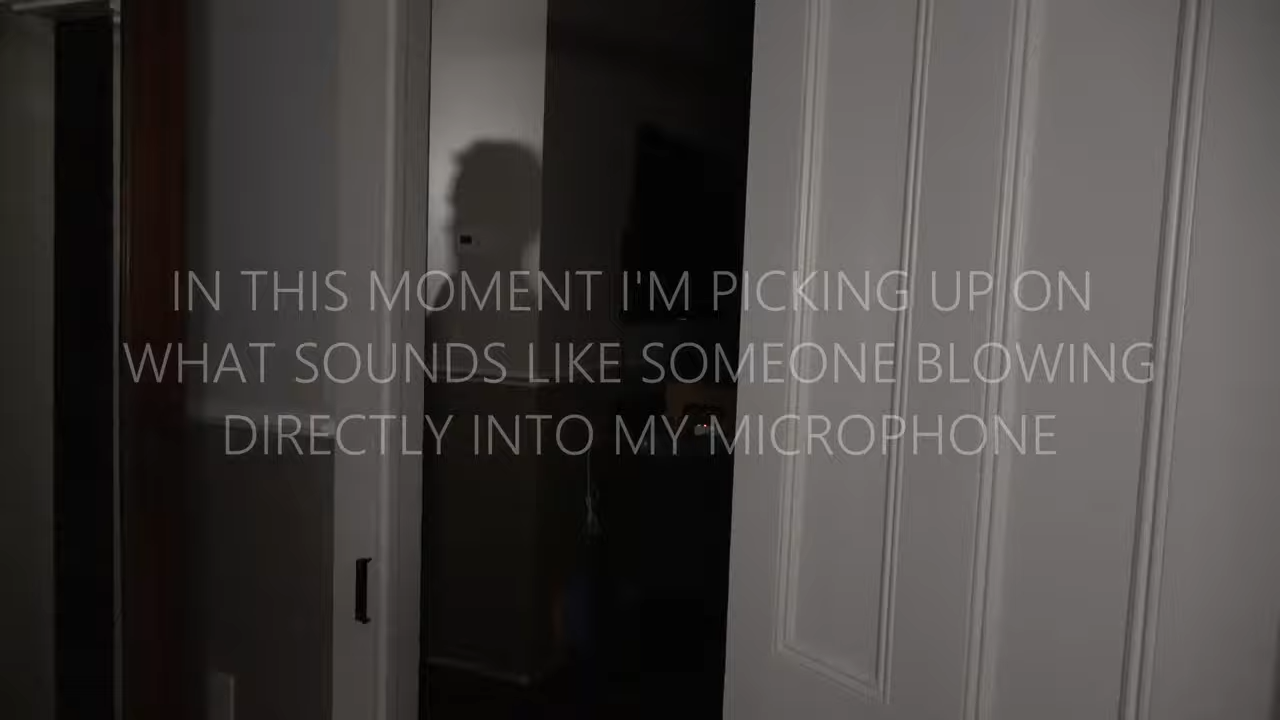 IN THIS MOMENT I'M PICKING UP ON
WHAT SOUNDS LIKE SOMEONE BLOWING
DIRECTLY INTO MY MICROPHONE